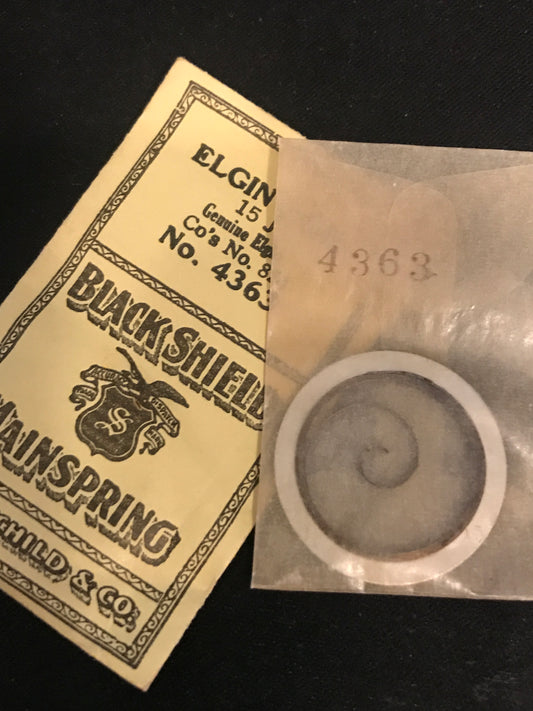 ELGIN
15 J
Genuine Elg
Co's No. 8
No. 4363
BLACK SHIELD
S
MAINSPRING
CHILD & CO.
4363